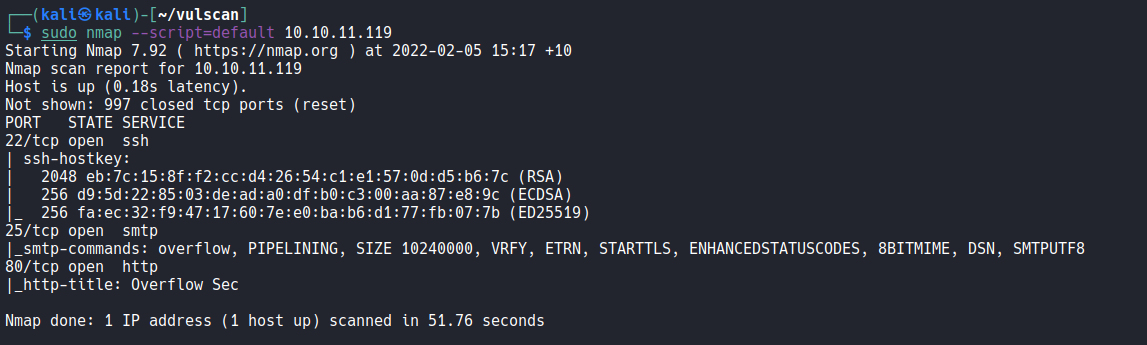 ┌──(kali㉿kali)-[~/vulscan]
└─$ sudo nmap --script=default 10.10.11.119
Starting Nmap 7.92 ( https://nmap.org ) at 2022-02-05 15:17 +10
Nmap scan report for 10.10.11.119
Host is up (0.18s latency).
Not shown: 997 closed tcp ports (reset)
PORT   STATE SERVICE
22/tcp open  ssh
| ssh-hostkey:
|   2048 eb:7c:15:8f:f2:cc:d4:26:54:c1:e1:57:0d:d5:b6:7c (RSA)
|   256 d9:5d:22:85:03:de:ad:a0:df:b0:c3:00:aa:87:e8:9c (ECDSA)
|_  256 fa:ec:32:f9:47:17:60:7e:e0:ba:b6:d1:77:fb:07:7b (ED25519)
25/tcp open  smtp
|_smtp-commands: overflow, PIPELINING, SIZE 10240000, VRFY, ETRN, STARTTLS, ENHANCEDSTATUSCODES, 8BITMIME, DSN, SMTPUTF8
80/tcp open  http
|_http-title: Overflow Sec

Nmap done: 1 IP address (1 host up) scanned in 51.76 seconds